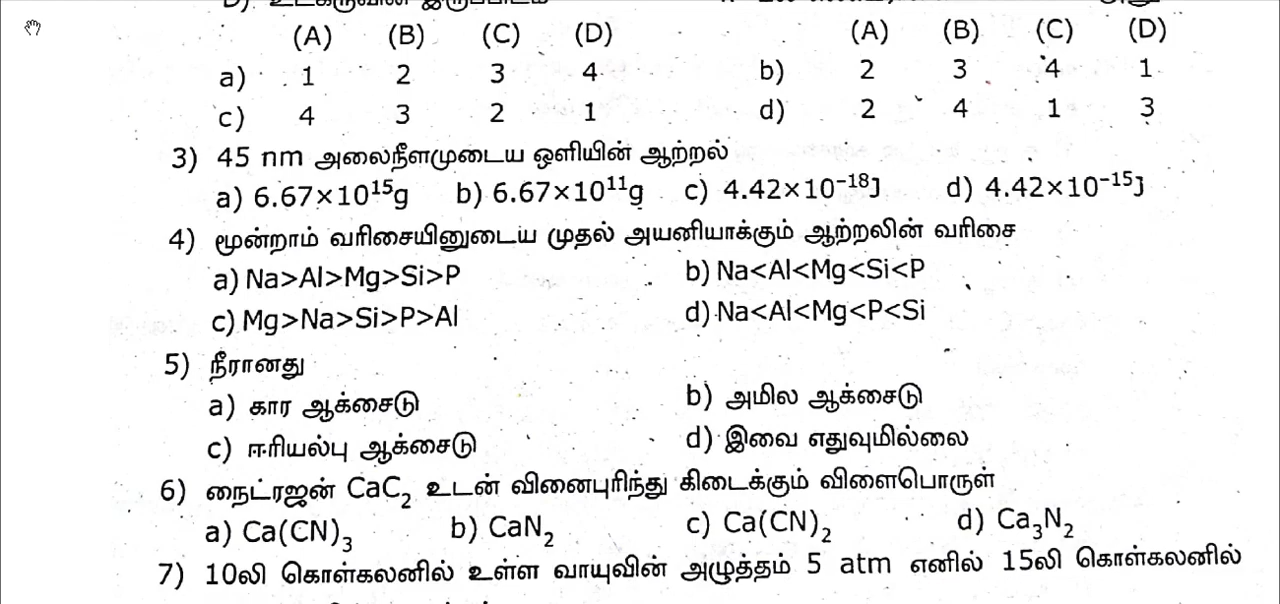 (A) (B) (C) (D) (A) (B) (C) (D)
a) 1 2 3 4 b) 2 3 4 1
c) 4 3 2 1 d) 2 4 1 3
3) 45 nm அலைநீளமுடைய ஒளியின் ஆற்றல்
a) 6.67×10¹⁵g b) 6.67×10¹¹g c) 4.42×10⁻¹⁸J d) 4.42×10⁻¹⁵J
4) மூன்றாம் வரிசையினுடைய முதல் அயனியாக்கும் ஆற்றலின் வரிசை
a) Na>Al>Mg>Si>P b) Na<Al<Mg<Si<P
c) Mg>Na>Si>P>Al d) Na<Al<Mg<P<Si
5) நீரானது
a) கார ஆக்சைடு b) அமில ஆக்சைடு
c) ஈரியல்பு ஆக்சைடு d) இவை எதுவுமில்லை
6) நைட்ரஜன் CaC₂ உடன் வினைபுரிந்து கிடைக்கும் விளைபொருள்
a) Ca(CN)₃ b) CaN₂ c) Ca(CN)₂ d) Ca₃N₂
7) 10லி கொள்கலனில் உள்ள வாயுவின் அழுத்தம் 5 atm எனில் 15லி கொள்கலனில்